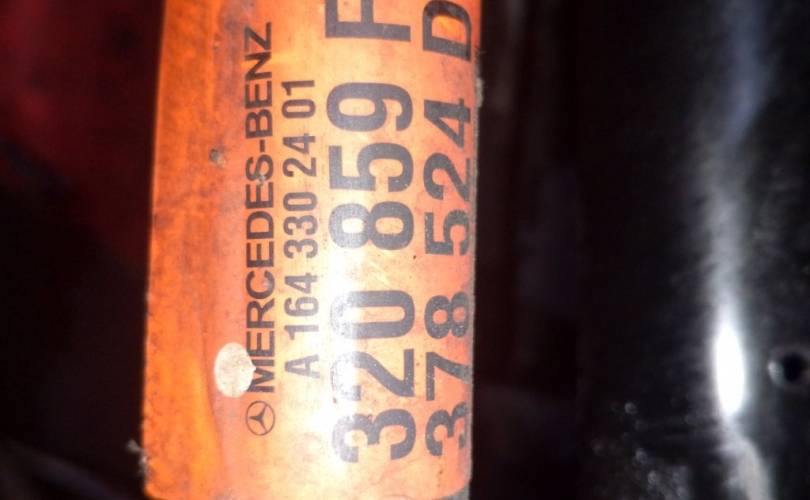 MERCEDES-BENZ
A 164 330 24 01
320 859 F
378 524 D